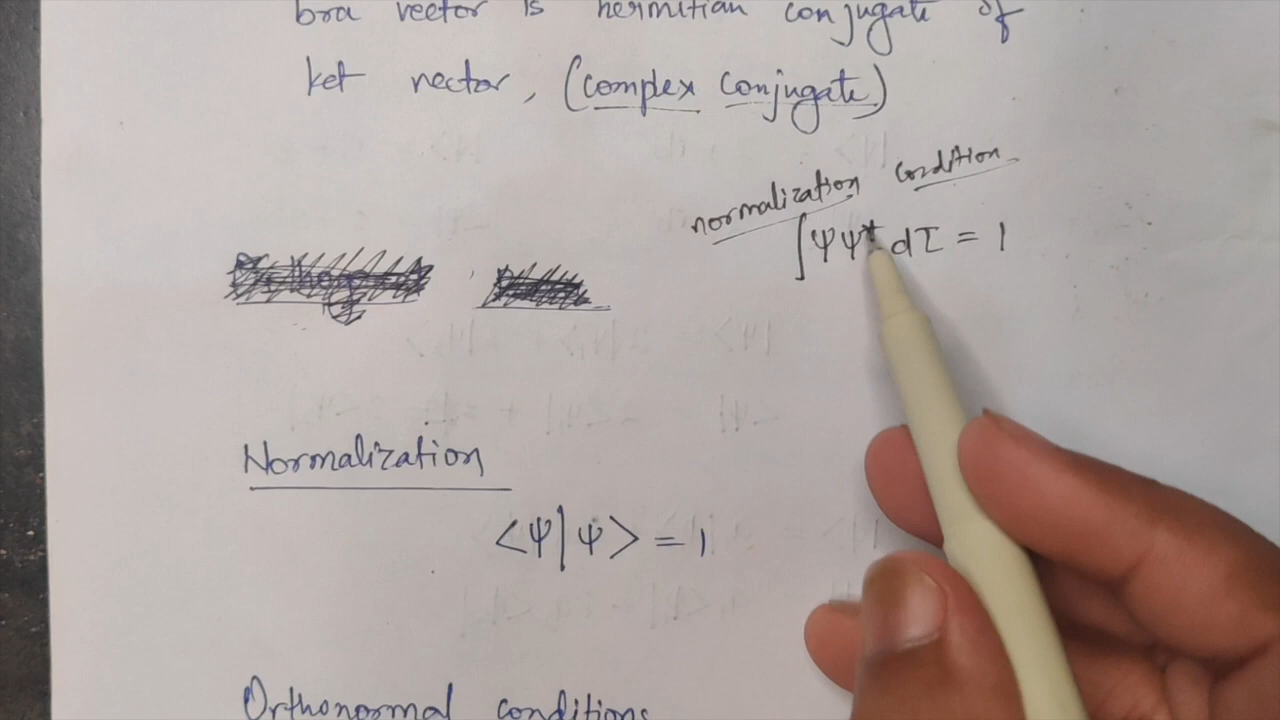 bra vector is hermitian conjugate of
ket vector, (complex conjugate)
normalization condition
∫ψψ* dτ = 1
Normalization
<ψ|ψ> = 1
Orthonormal conditions